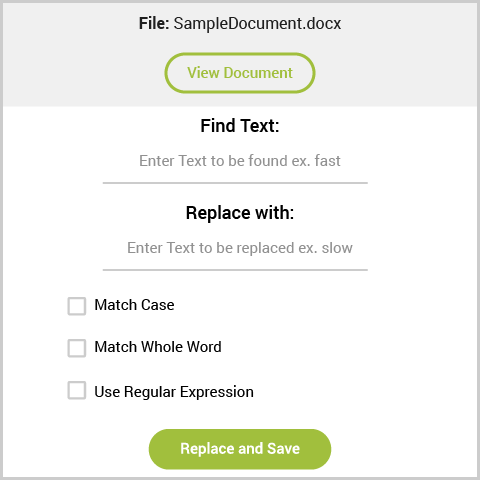 File: SampleDocument.docx
View Document
Find Text:
Enter Text to be found ex. fast
Replace with:
Enter Text to be replaced ex. slow
Match Case
Match Whole Word
Use Regular Expression
Replace and Save